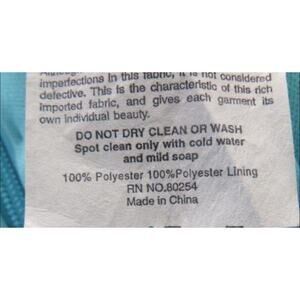 imperfections in this fabric, it is not considered
defective. This is the characteristic of this rich
imported fabric, and gives each garment its
own individual beauty.
DO NOT DRY CLEAN OR WASH
Spot clean only with cold water
and mild soap
100% Polyester 100%Polyester Lining
RN NO.80254
Made in China